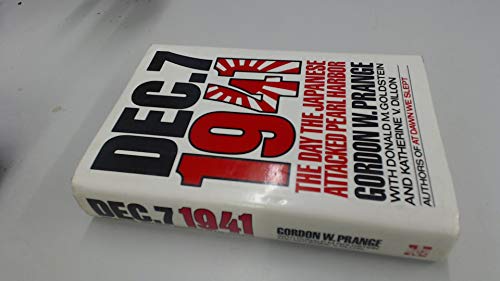 DEC.7
1941
THE DAY THE JAPANESE
ATTACKED PEARL HARBOR
GORDON W. PRANGE
WITH DONALD M. GOLDSTEIN
AND KATHERINE V. DILLON
AUTHORS OF AT DAWN WE SLEPT
DEC.7 1941
GORDON W. PRANGE